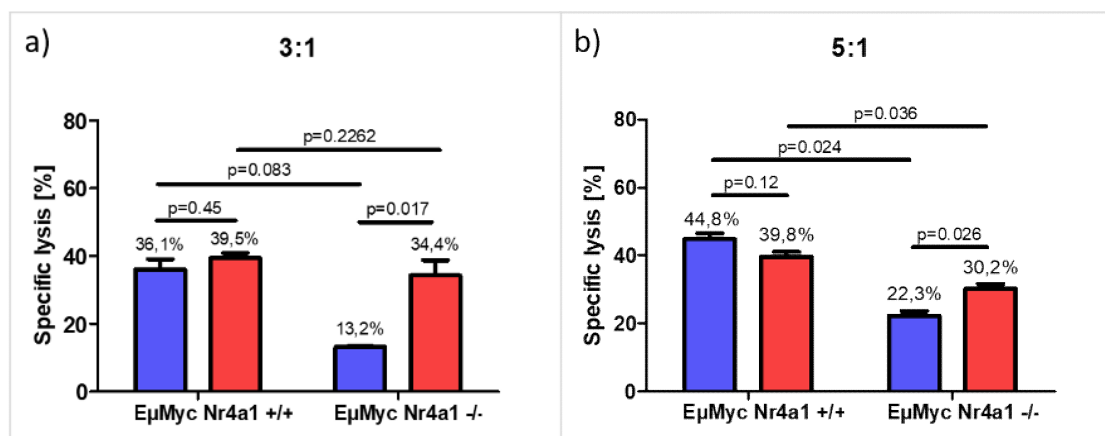 a)
3:1
Specific lysis [%]
80
60
40
20
0
p=0.2262
p=0.083
p=0.45
p=0.017
36,1%
39,5%
13,2%
34,4%
EµMyc Nr4a1 +/+
EµMyc Nr4a1 -/-
b)
5:1
Specific lysis [%]
80
60
40
20
0
p=0.036
p=0.024
p=0.12
p=0.026
44,8%
39,8%
22,3%
30,2%
EµMyc Nr4a1 +/+
EµMyc Nr4a1 -/-